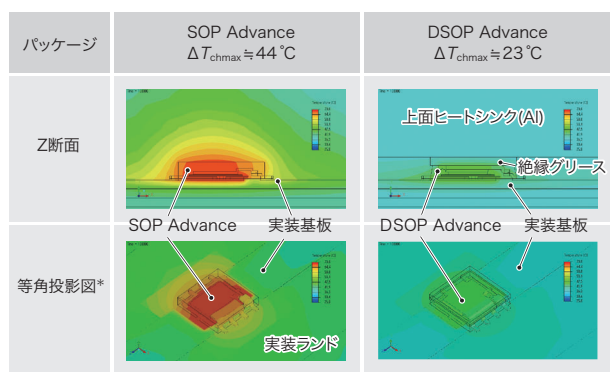 パッケージ
SOP Advance
ΔTchmax≒44℃
DSOP Advance
ΔTchmax≒23℃
Z断面
上面ヒートシンク(Al)
絶縁グリース
SOP Advance
実装基板
DSOP Advance
実装基板
等角投影図*
実装ランド